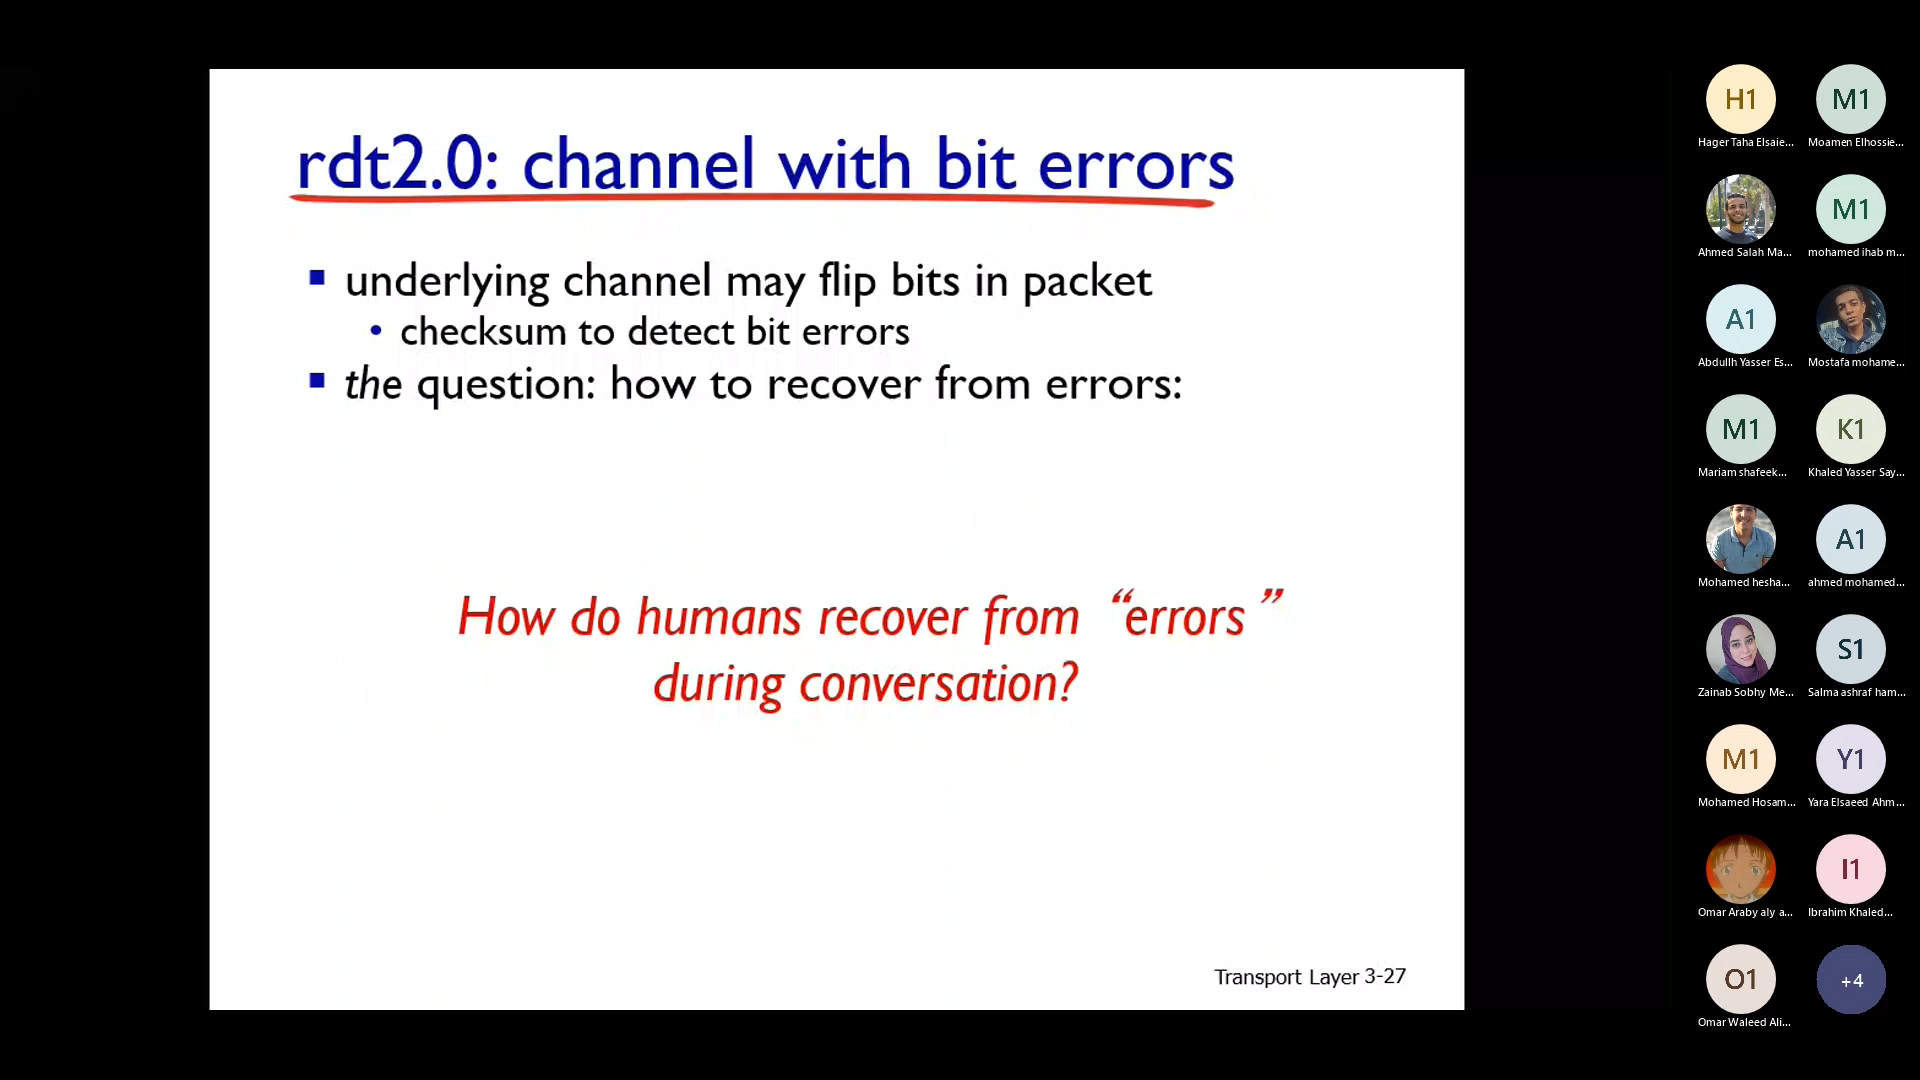 rdt2.0: channel with bit errors
underlying channel may flip bits in packet
• checksum to detect bit errors
the question: how to recover from errors:
How do humans recover from “errors”
during conversation?
Transport Layer 3-27
H1 M1
Hager Taha Elsaie... Moamen Elhossie...
M1
Ahmed Salah Ma... mohamed ihab m...
A1
Abdullh Yasser Es... Mostafa mohame...
M1 K1
Mariam shafeek... Khaled Yasser Say...
A1
Mohamed hesha... ahmed mohamed...
S1
Zainab Sobhy Me... Salma ashraf ham...
M1 Y1
Mohamed Hosam... Yara Elsaeed Ahm...
I1
Omar Araby aly a... Ibrahim Khaled...
O1 +4
Omar Waleed Ali...